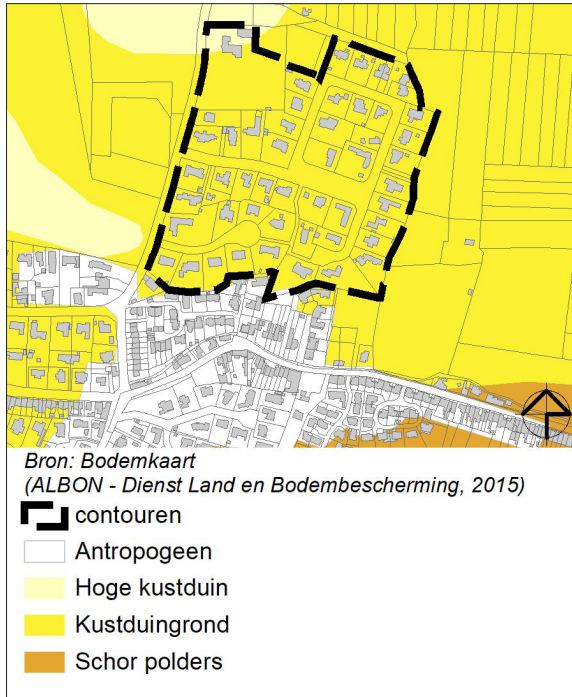 Bron: Bodemkaart
(ALBON - Dienst Land en Bodembescherming, 2015)
contouren
Antropogeen
Hoge kustduin
Kustduingrond
Schor polders